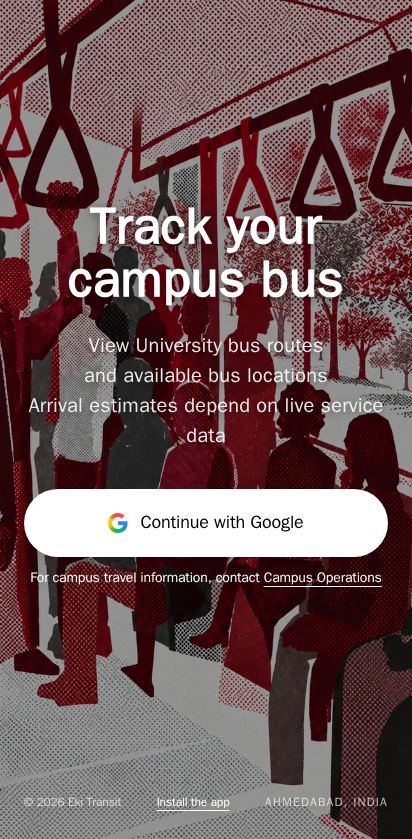 Track your
campus bus
View University bus routes
and available bus locations
Arrival estimates depend on live service
data
Continue with Google
For campus travel information, contact Campus Operations
© 2026 Eki Transit
Install the app
AHMEDABAD, INDIA